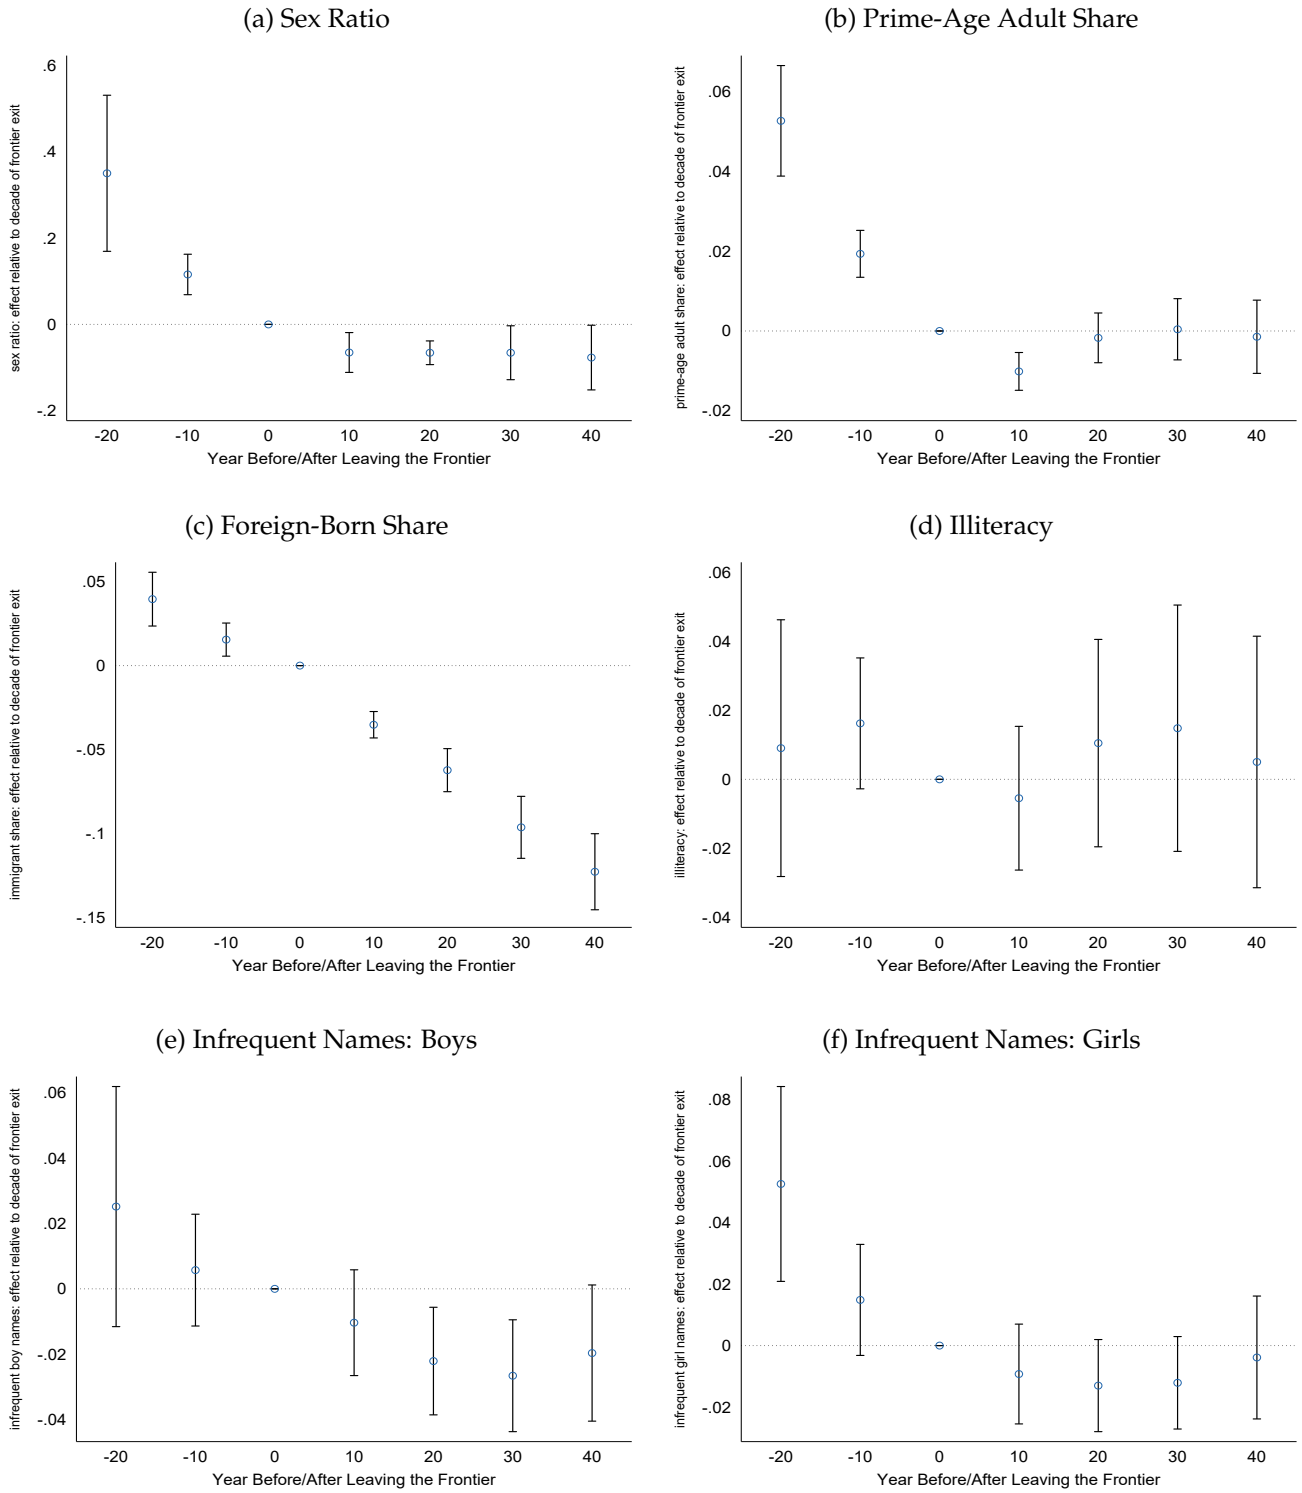 (a) Sex Ratio
sex ratio: effect relative to decade of frontier exit
.6
.4
.2
0
-.2
-20 -10 0 10 20 30 40
Year Before/After Leaving the Frontier
(b) Prime-Age Adult Share
prime-age adult share: effect relative to decade of frontier exit
.06
.04
.02
0
-.02
-20 -10 0 10 20 30 40
Year Before/After Leaving the Frontier
(c) Foreign-Born Share
immigrant share: effect relative to decade of frontier exit
.05
0
-.05
-.1
-.15
-20 -10 0 10 20 30 40
Year Before/After Leaving the Frontier
(d) Illiteracy
illiteracy: effect relative to decade of frontier exit
.06
.04
.02
0
-.02
-.04
-20 -10 0 10 20 30 40
Year Before/After Leaving the Frontier
(e) Infrequent Names: Boys
infrequent boy names: effect relative to decade of frontier exit
.06
.04
.02
0
-.02
-.04
-20 -10 0 10 20 30 40
Year Before/After Leaving the Frontier
(f) Infrequent Names: Girls
infrequent girl names: effect relative to decade of frontier exit
.08
.06
.04
.02
0
-.02
-20 -10 0 10 20 30 40
Year Before/After Leaving the Frontier